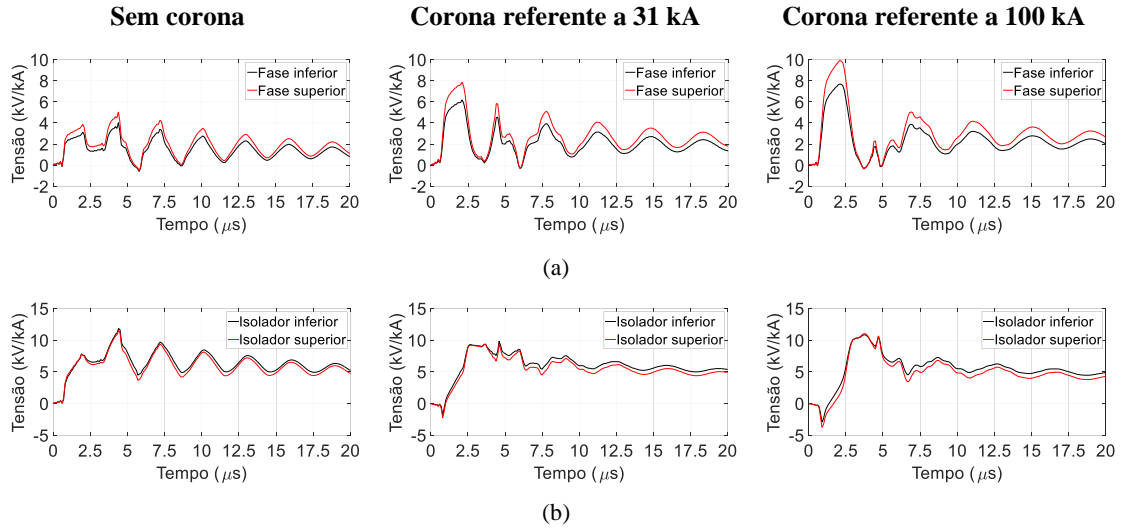 Sem corona
Corona referente a 31 kA
Corona referente a 100 kA
Tensão (kV/kA)
10
8
6
4
2
0
-2
Fase inferior
Fase superior
0 2.5 5 7.5 10 12.5 15 17.5 20
Tempo (μs)
Tensão (kV/kA)
10
8
6
4
2
0
-2
Fase inferior
Fase superior
0 2.5 5 7.5 10 12.5 15 17.5 20
Tempo (μs)
Tensão (kV/kA)
10
8
6
4
2
0
-2
Fase inferior
Fase superior
0 2.5 5 7.5 10 12.5 15 17.5 20
Tempo (μs)
(a)
Tensão (kV/kA)
15
10
5
0
-5
Isolador inferior
Isolador superior
0 2.5 5 7.5 10 12.5 15 17.5 20
Tempo (μs)
Tensão (kV/kA)
15
10
5
0
-5
Isolador inferior
Isolador superior
0 2.5 5 7.5 10 12.5 15 17.5 20
Tempo (μs)
Tensão (kV/kA)
15
10
5
0
-5
Isolador inferior
Isolador superior
0 2.5 5 7.5 10 12.5 15 17.5 20
Tempo (μs)
(b)